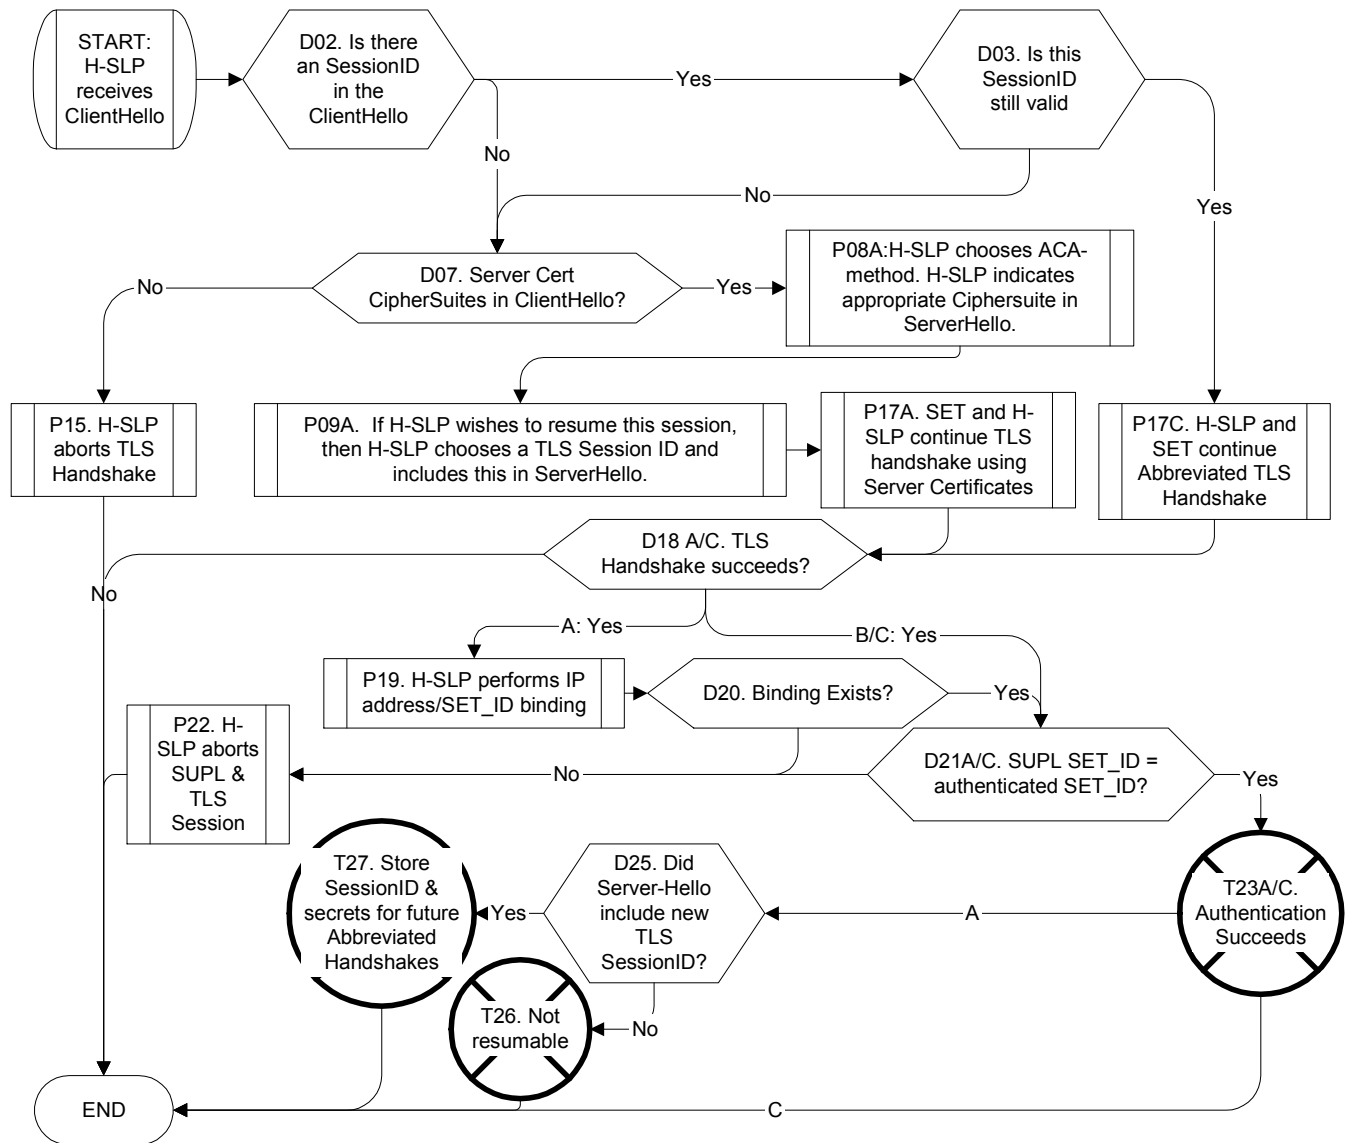 START:
H-SLP
receives
ClientHello
D02. Is there
an SessionID
in the
ClientHello
Yes
D03. Is this
SessionID
still valid
No
No
Yes
D07. Server Cert
CipherSuites in ClientHello?
No
Yes
P08A:H-SLP chooses ACA-
method. H-SLP indicates
appropriate Ciphersuite in
ServerHello.
P15. H-SLP
aborts TLS
Handshake
P09A.  If H-SLP wishes to resume this session,
then H-SLP chooses a TLS Session ID and
includes this in ServerHello.
P17A. SET and H-
SLP continue TLS
handshake using
Server Certificates
P17C. H-SLP and
SET continue
Abbreviated TLS
Handshake
D18 A/C. TLS
Handshake succeeds?
No
A: Yes
B/C: Yes
P19. H-SLP performs IP
address/SET_ID binding
D20. Binding Exists?
Yes
P22. H-
SLP aborts
SUPL &
TLS
Session
No
D21A/C. SUPL SET_ID =
authenticated SET_ID?
Yes
T27. Store
SessionID &
secrets for future
Abbreviated
Handshakes
Yes
D25. Did
Server-Hello
include new
TLS
SessionID?
A
T23A/C.
Authentication
Succeeds
T26. Not
resumable
No
END
C